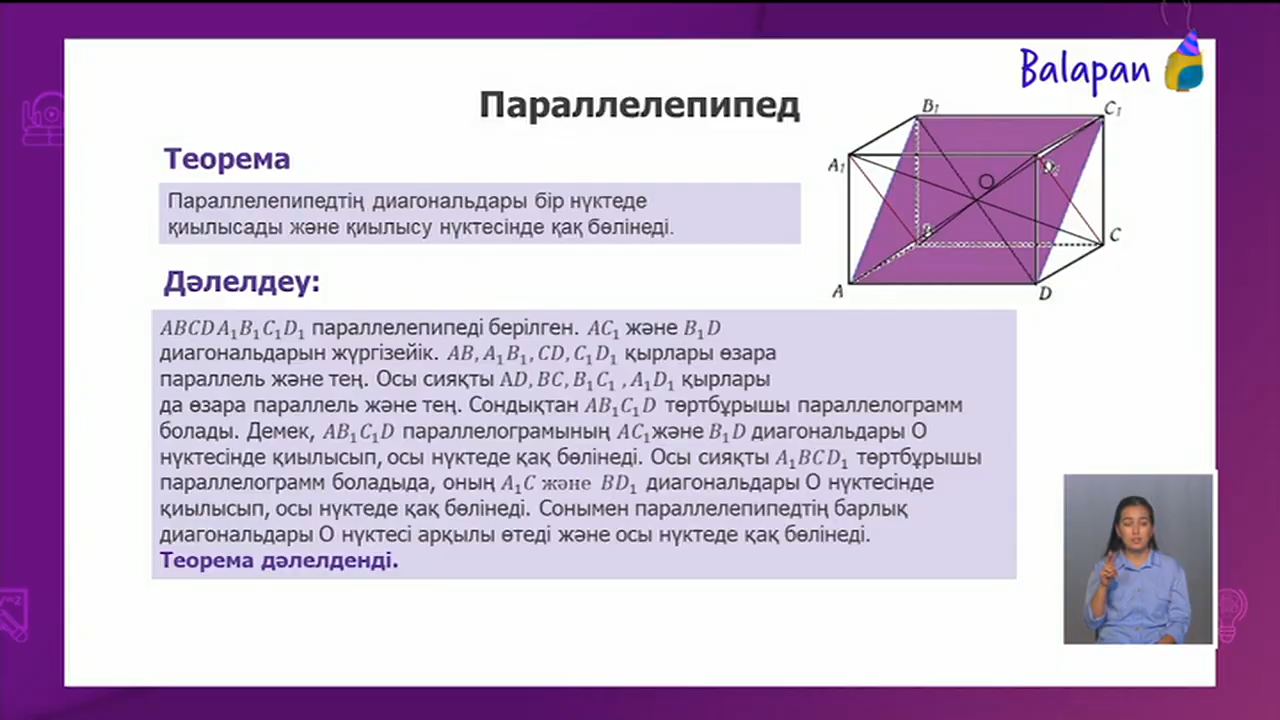 Balapan
Параллелепипед
Теорема
Параллелепипедтің диагональдары бір нүктеде
қиылысады және қиылысу нүктесінде қақ бөлінеді.
B₁
C₁
A₁
D₁
O
B
C
A
D
Дәлелдеу:
ABCDA₁B₁C₁D₁ параллелепипеді берілген. AC₁ және B₁D
диагональдарын жүргізейік. AB, A₁B₁, CD, C₁D₁ қырлары өзара
параллель және тең. Осы сияқты AD, BC, B₁C₁ , A₁D₁ қырлары
да өзара параллель және тең. Сондықтан AB₁C₁D төртбұрышы параллелограмм
болады. Демек, AB₁C₁D параллелограмының AC₁және B₁D диагональдары О
нүктесінде қиылысып, осы нүктеде қақ бөлінеді. Осы сияқты A₁BCD₁ төртбұрышы
параллелограмм боладыда, оның A₁C және BD₁ диагональдары О нүктесінде
қиылысып, осы нүктеде қақ бөлінеді. Сонымен параллелепипедтің барлық
диагональдары О нүктесі арқылы өтеді және осы нүктеде қақ бөлінеді.
Теорема дәлелденді.